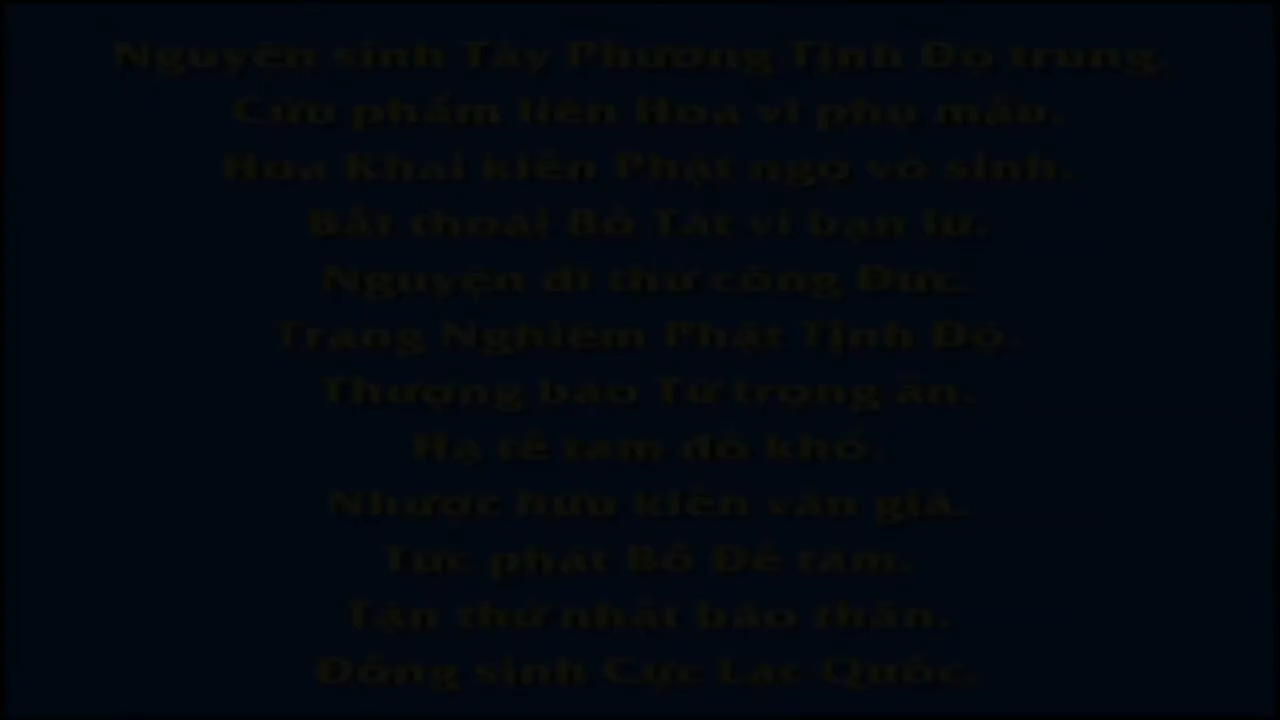 Nguyện sinh Tây Phương Tịnh Độ trung.
Cửu phẩm liên Hoa vi phụ mẫu.
Hoa Khai kiến Phật ngộ vô sinh.
Bất thoái Bồ Tát vi bạn lữ.
Nguyện dĩ thử công Đức.
Trang Nghiêm Phật Tịnh Độ.
Thượng báo Tứ trọng ân.
Hạ tế tam đồ khổ.
Nhược hữu kiến văn giả.
Tức phát Bồ Đề tâm.
Tận thử nhất báo thân.
Đồng sinh Cực Lạc Quốc.